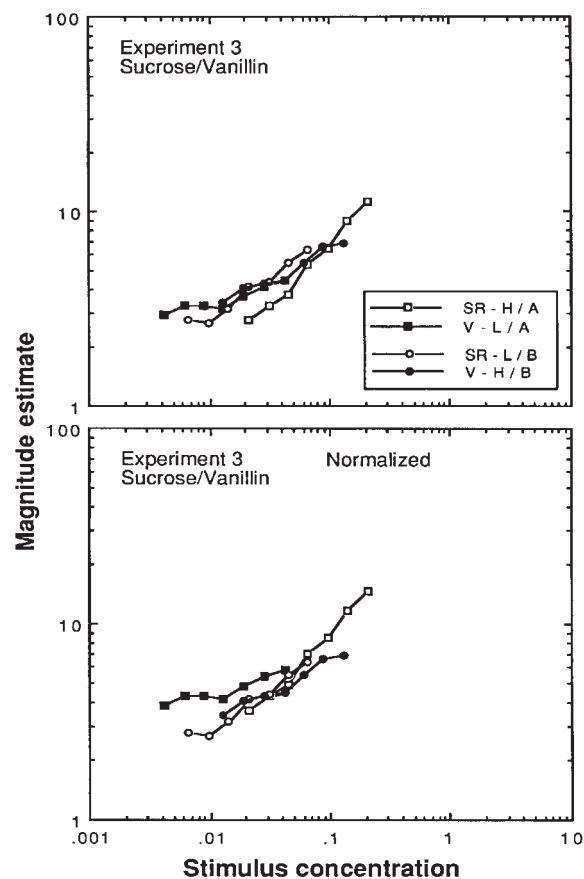 100
Experiment 3
Sucrose/Vanillin
10
SR - H / A
V - L / A
SR - L / B
V - H / B
1
Magnitude estimate
100
Experiment 3 Normalized
Sucrose/Vanillin
10
1
.001 .01 .1 1 10
Stimulus concentration